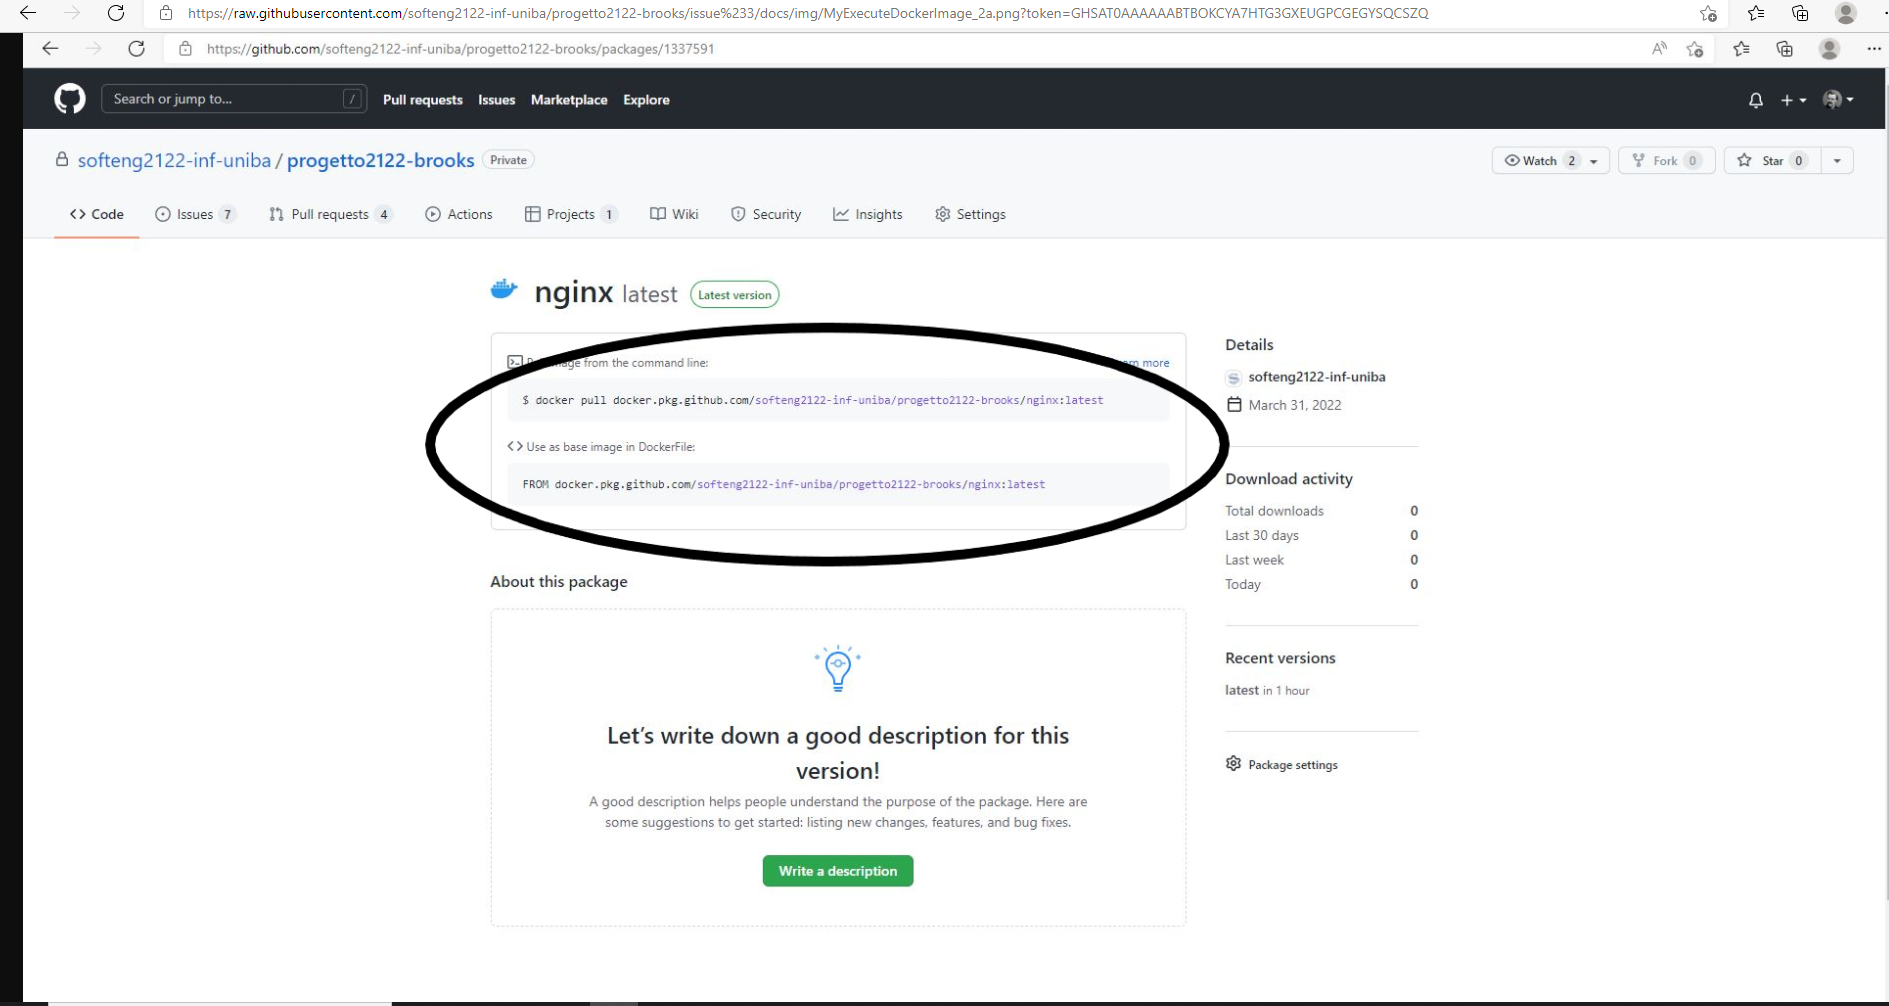 https://raw.githubusercontent.com/softeng2122-inf-uniba/progetto2122-brooks/issue%233/docs/img/MyExecuteDockerImage_2a.png?token=GHSAT0AAAAAABTBOKCYA7HTG3GXEUGPCGEGYSQCSZQ
https://github.com/softeng2122-inf-uniba/progetto2122-brooks/packages/1337591
Search or jump to... / Pull requests Issues Marketplace Explore
softeng2122-inf-uniba / progetto2122-brooks Private
Watch 2 Fork 0 Star 0
Code Issues 7 Pull requests 4 Actions Projects 1 Wiki Security Insights Settings
nginx latest Latest version
from the command line: more
$ docker pull docker.pkg.github.com/softeng2122-inf-uniba/progetto2122-brooks/nginx:latest
Use as base image in DockerFile:
FROM docker.pkg.github.com/softeng2122-inf-uniba/progetto2122-brooks/nginx:latest
About this package
Let's write down a good description for this
version!
A good description helps people understand the purpose of the package. Here are
some suggestions to get started: listing new changes, features, and bug fixes.
Write a description
Details
softeng2122-inf-uniba
March 31, 2022
Download activity
Total downloads 0
Last 30 days 0
Last week 0
Today 0
Recent versions
latest in 1 hour
Package settings